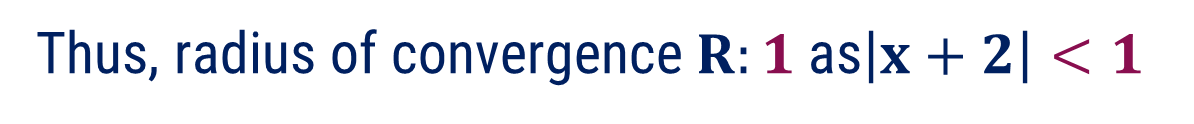 Thus, radius of convergence R: 1 as|x + 2| < 1